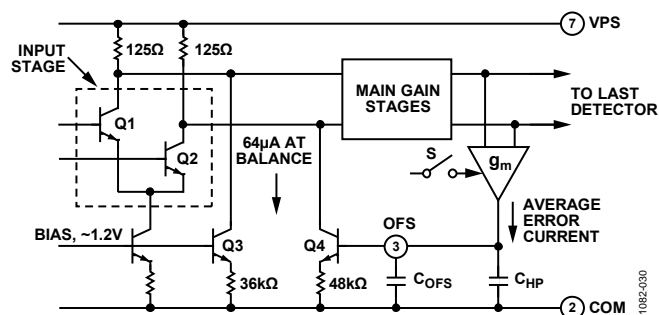 7 VPS
125Ω 125Ω
INPUT
STAGE
MAIN GAIN
STAGES
TO LAST
DETECTOR
Q1
Q2
64µA AT
BALANCE
S
gm
AVERAGE
ERROR
CURRENT
BIAS, ~1.2V
Q3
Q4
OFS
3
36kΩ
48kΩ
COFS
CHP
2 COM
1082-030